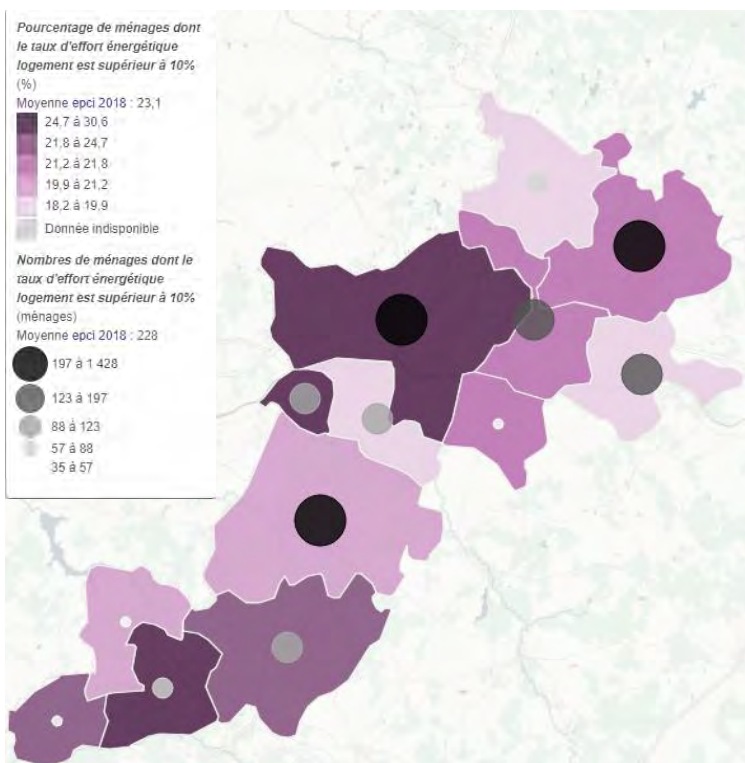 Pourcentage de ménages dont
le taux d'effort énergétique
logement est supérieur à 10%
(%)
Moyenne epci 2018 : 23,1
24,7 à 30,6
21,8 à 24,7
21,2 à 21,8
19,9 à 21,2
18,2 à 19,9
Donnée indisponible
Nombres de ménages dont le
taux d'effort énergétique
logement est supérieur à 10%
(ménages)
Moyenne epci 2018 : 228
197 à 1 428
123 à 197
88 à 123
57 à 88
35 à 57